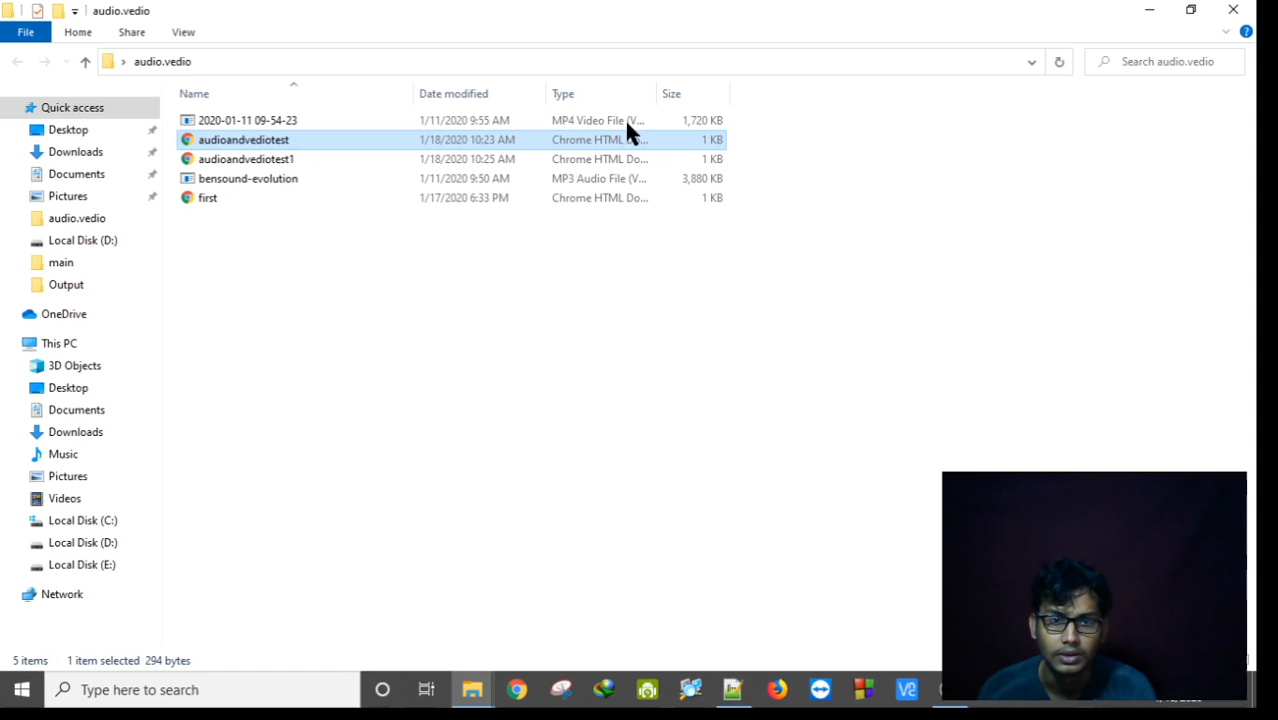 audio.vedio
File Home Share View
audio.vedio
Search audio.vedio
Name Date modified Type Size
Quick access
Desktop
Downloads
Documents
Pictures
audio.vedio
Local Disk (D:)
main
Output
OneDrive
This PC
3D Objects
Desktop
Documents
Downloads
Music
Pictures
Videos
Local Disk (C:)
Local Disk (D:)
Local Disk (E:)
Network
2020-01-11 09-54-23 1/11/2020 9:55 AM MP4 Video File (V... 1,720 KB
audioandvediotest 1/18/2020 10:23 AM Chrome HTML Do... 1 KB
audioandvediotest1 1/18/2020 10:25 AM Chrome HTML Do... 1 KB
bensound-evolution 1/11/2020 9:50 AM MP3 Audio File (V... 3,880 KB
first 1/17/2020 6:33 PM Chrome HTML Do... 1 KB
5 items 1 item selected 294 bytes
Type here to search